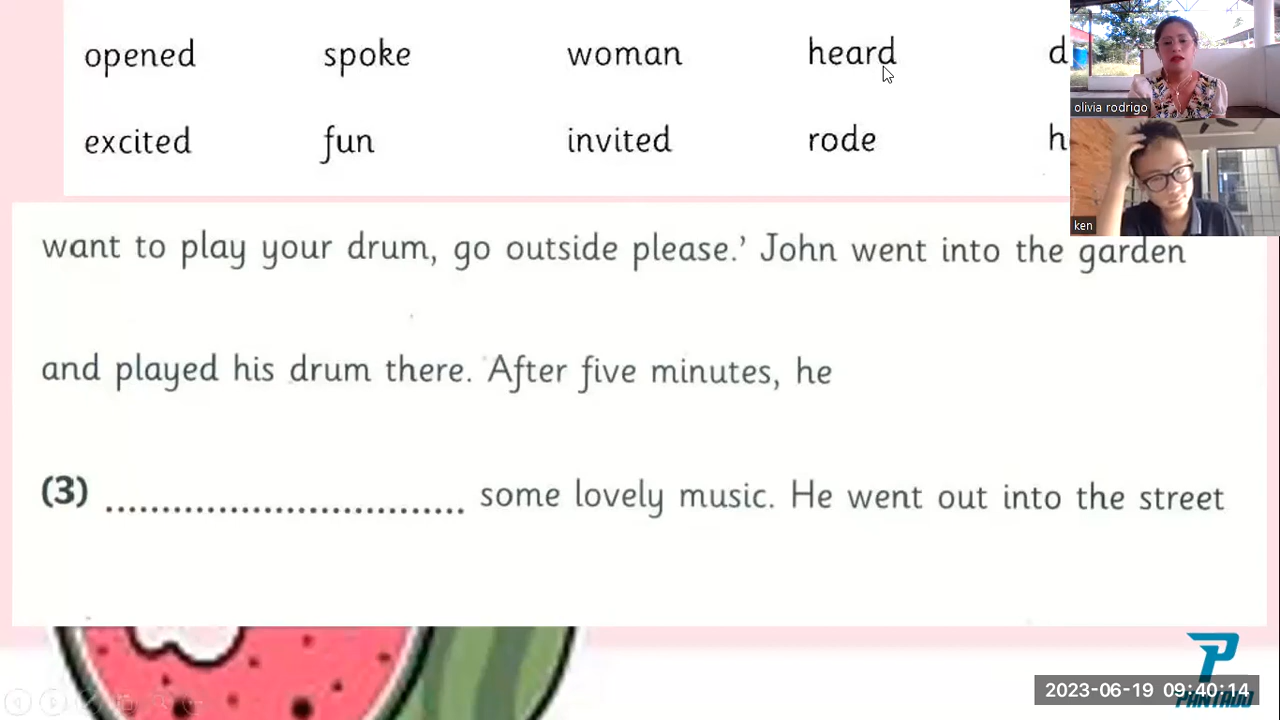 opened spoke woman heard d
excited fun invited rode h
olivia rodrigo
ken
want to play your drum, go outside please.’ John went into the garden
and played his drum there. After five minutes, he
(3) ................................ some lovely music. He went out into the street
2023-06-19 09:40:14
PANTADO